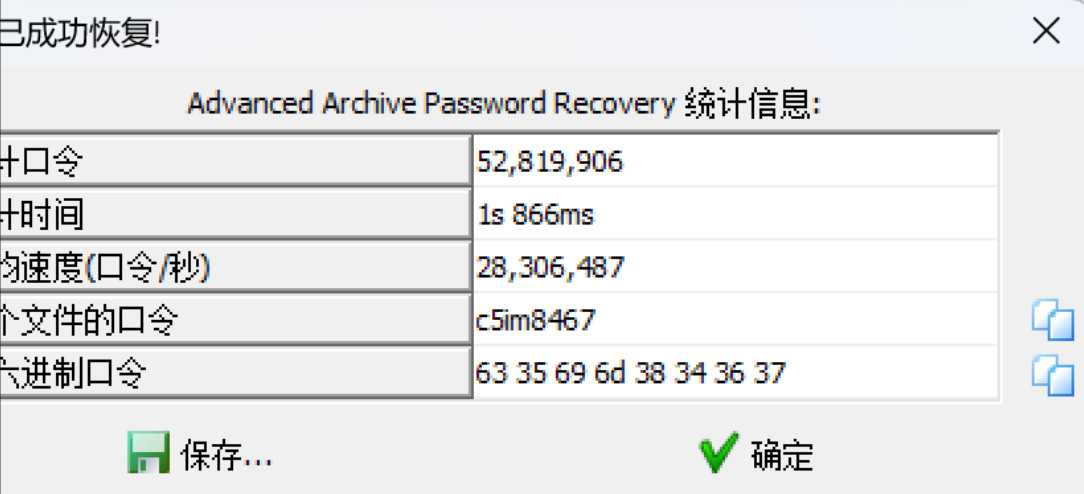 已成功恢复!
Advanced Archive Password Recovery 统计信息:
计口令 52,819,906
计时间 1s 866ms
均速度(口令/秒) 28,306,487
个文件的口令 c5im8467
六进制口令 63 35 69 6d 38 34 36 37
保存... 确定